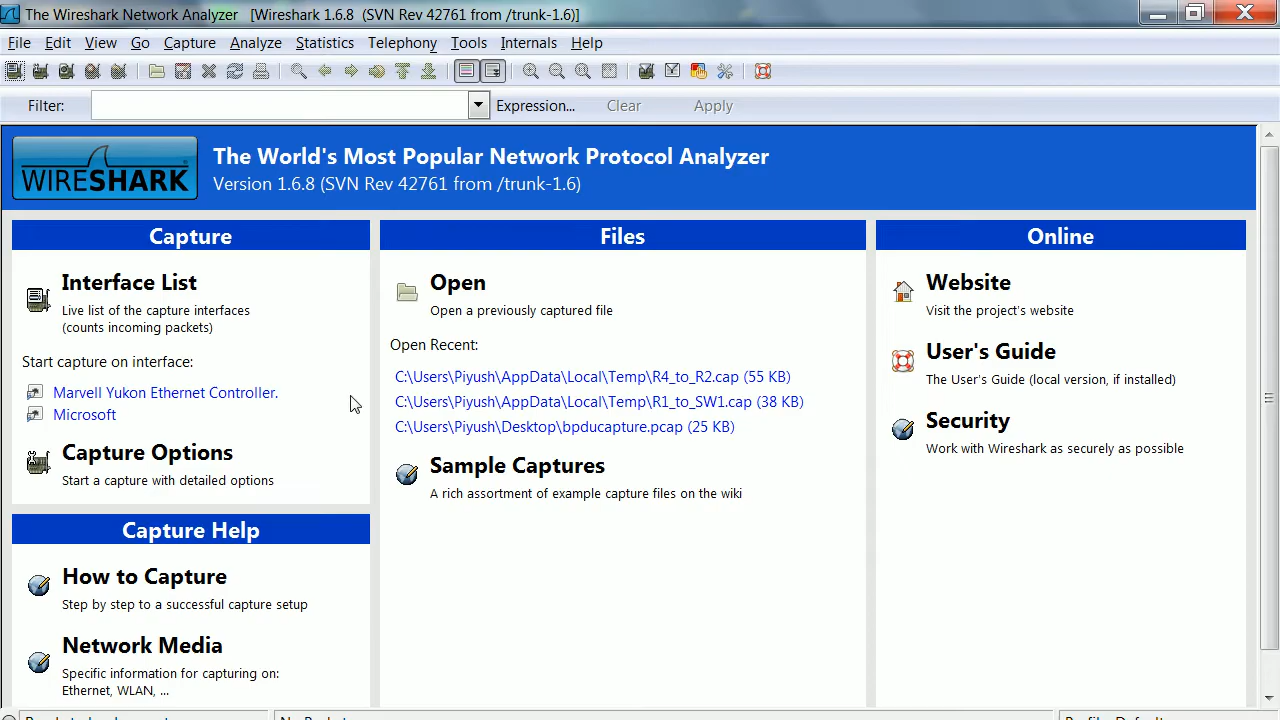 The Wireshark Network Analyzer [Wireshark 1.6.8 (SVN Rev 42761 from /trunk-1.6)]
File Edit View Go Capture Analyze Statistics Telephony Tools Internals Help
Filter: Expression... Clear Apply
WIRESHARK
The World's Most Popular Network Protocol Analyzer
Version 1.6.8 (SVN Rev 42761 from /trunk-1.6)
Capture
Interface List
Live list of the capture interfaces
(counts incoming packets)
Start capture on interface:
Marvell Yukon Ethernet Controller.
Microsoft
Capture Options
Start a capture with detailed options
Capture Help
How to Capture
Step by step to a successful capture setup
Network Media
Specific information for capturing on:
Ethernet, WLAN, ...
Files
Open
Open a previously captured file
Open Recent:
C:\Users\Piyush\AppData\Local\Temp\R4_to_R2.cap (55 KB)
C:\Users\Piyush\AppData\Local\Temp\R1_to_SW1.cap (38 KB)
C:\Users\Piyush\Desktop\bpducapture.pcap (25 KB)
Sample Captures
A rich assortment of example capture files on the wiki
Online
Website
Visit the project's website
User's Guide
The User's Guide (local version, if installed)
Security
Work with Wireshark as securely as possible